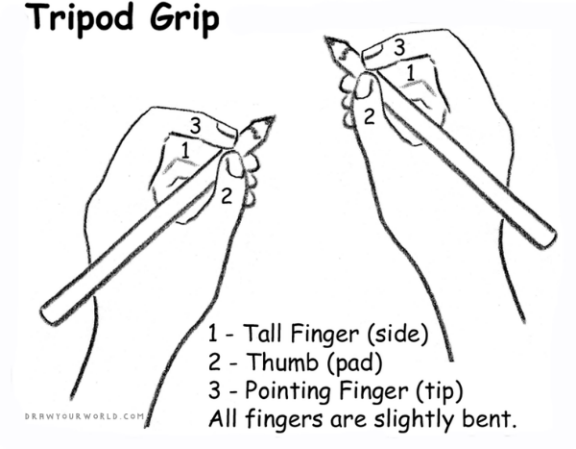 Tripod Grip
3
1
2
3
1
2
1 - Tall Finger (side)
2 - Thumb (pad)
3 - Pointing Finger (tip)
All fingers are slightly bent.
DRAWYOURWORLD.COM